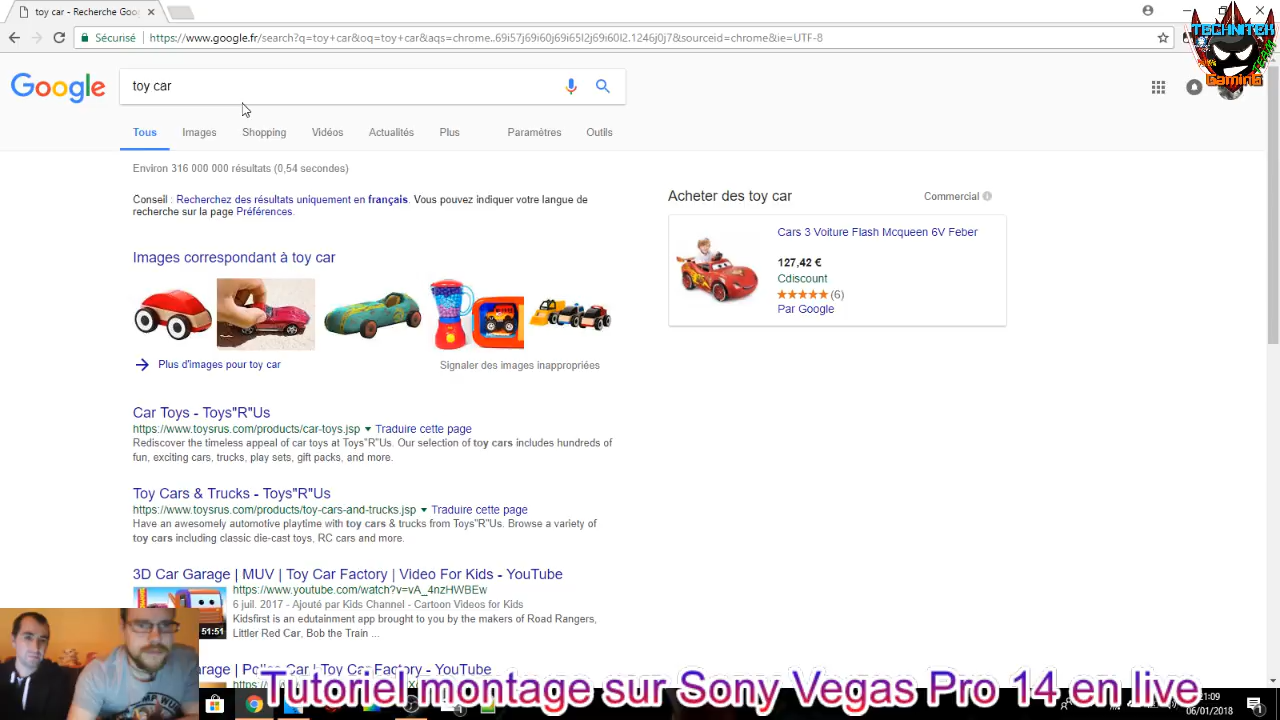 toy car - Recherche Goo
Sécurisé
https://www.google.fr/search?q=toy+car&oq=toy+car&aqs=chrome..69i60j69i65l2j69i60l2.1246j0j7&sourceid=chrome&ie=UTF-8
TECHNITEK
TEAM
GaminG
Google
toy car
Tous
Images
Shopping
Vidéos
Actualités
Plus
Paramètres
Outils
Environ 316 000 000 résultats (0,54 secondes)
Conseil : Recherchez des résultats uniquement en français. Vous pouvez indiquer votre langue de
recherche sur la page Préférences.
Acheter des toy car
Commercial
Cars 3 Voiture Flash Mcqueen 6V Feber
127,42 €
Cdiscount
(6)
Par Google
Images correspondant à toy car
Plus d'images pour toy car
Signaler des images inappropriées
Car Toys - Toys"R"Us
https://www.toysrus.com/products/car-toys.jsp
Traduire cette page
Rediscover the timeless appeal of car toys at Toys"R"Us. Our selection of toy cars includes hundreds of
fun, exciting cars, trucks, play sets, gift packs, and more.
Toy Cars & Trucks - Toys"R"Us
https://www.toysrus.com/products/toy-cars-and-trucks.jsp
Traduire cette page
Have an awesomely automotive playtime with toy cars & trucks from Toys"R"Us. Browse a variety of
toy cars including classic die-cast toys, RC cars and more.
3D Car Garage | MUV | Toy Car Factory | Video For Kids - YouTube
https://www.youtube.com/watch?v=vA_4nzHWBEw
6 juil. 2017 - Ajouté par Kids Channel - Cartoon Videos for Kids
Kidsfirst is an edutainment app brought to you by the makers of Road Rangers,
Littler Red Car, Bob the Train ...
51:51
arage | Police Car | Toy Car Factory - YouTube
Tutoriel montage sur Sony Vegas Pro 14 en live
21:09
06/01/2018